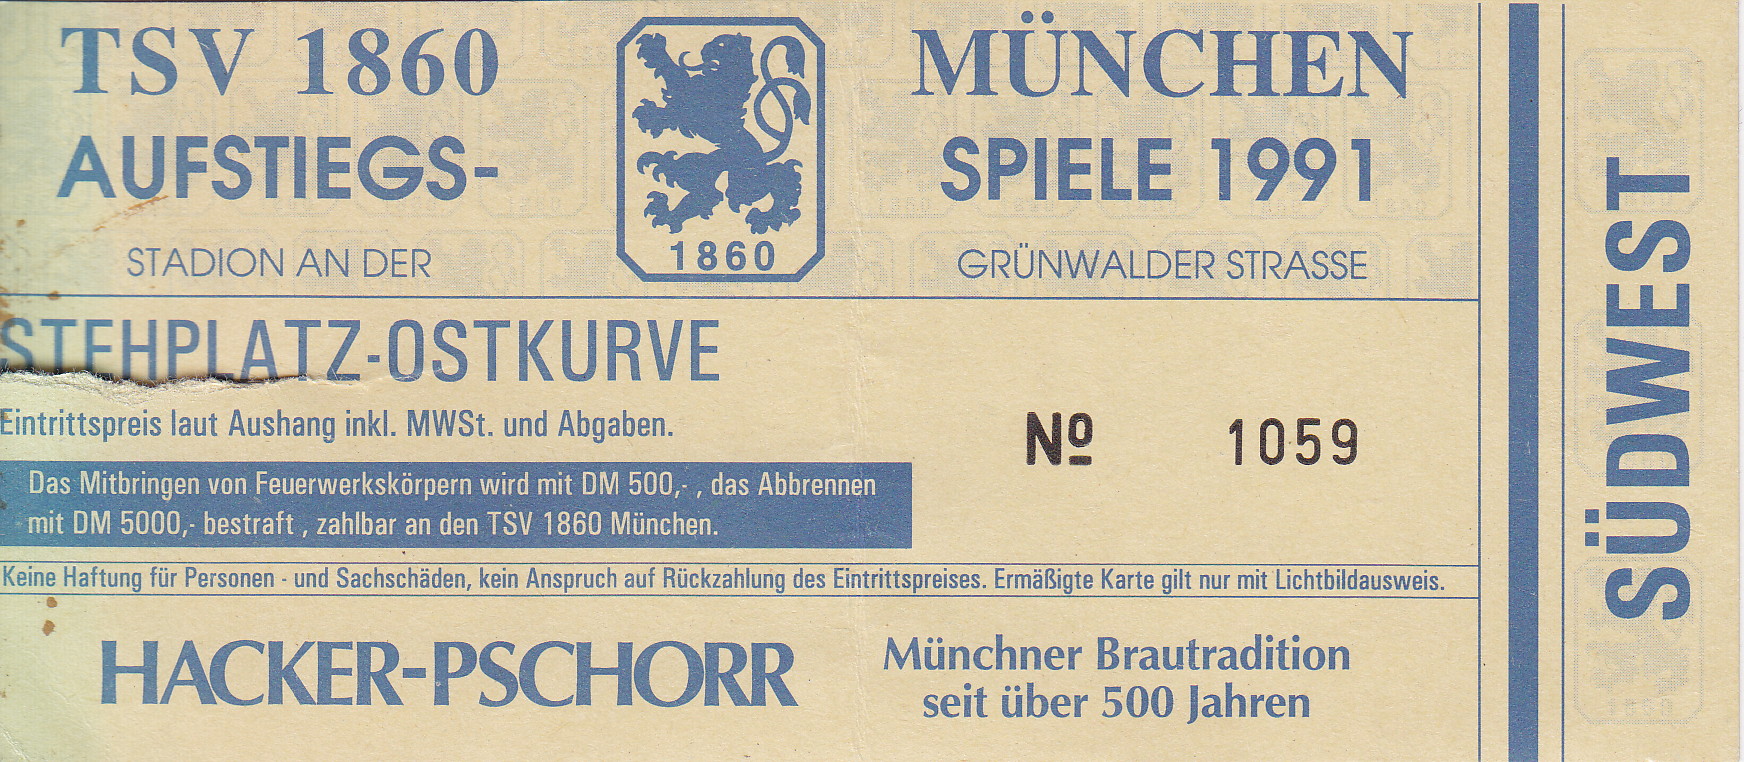 TSV 1860 MÜNCHEN
AUFSTIEGS- SPIELE 1991
STADION AN DER GRÜNWALDER STRASSE
1860
STEHPLATZ-OSTKURVE
Eintrittspreis laut Aushang inkl. MWSt. und Abgaben.
Nº 1059
Das Mitbringen von Feuerwerkskörpern wird mit DM 500,- , das Abbrennen
mit DM 5000,- bestraft , zahlbar an den TSV 1860 München.
Keine Haftung für Personen - und Sachschäden, kein Anspruch auf Rückzahlung des Eintrittspreises. Ermäßigte Karte gilt nur mit Lichtbildausweis.
HACKER-PSCHORR
Münchner Brautradition
seit über 500 Jahren
SÜDWEST